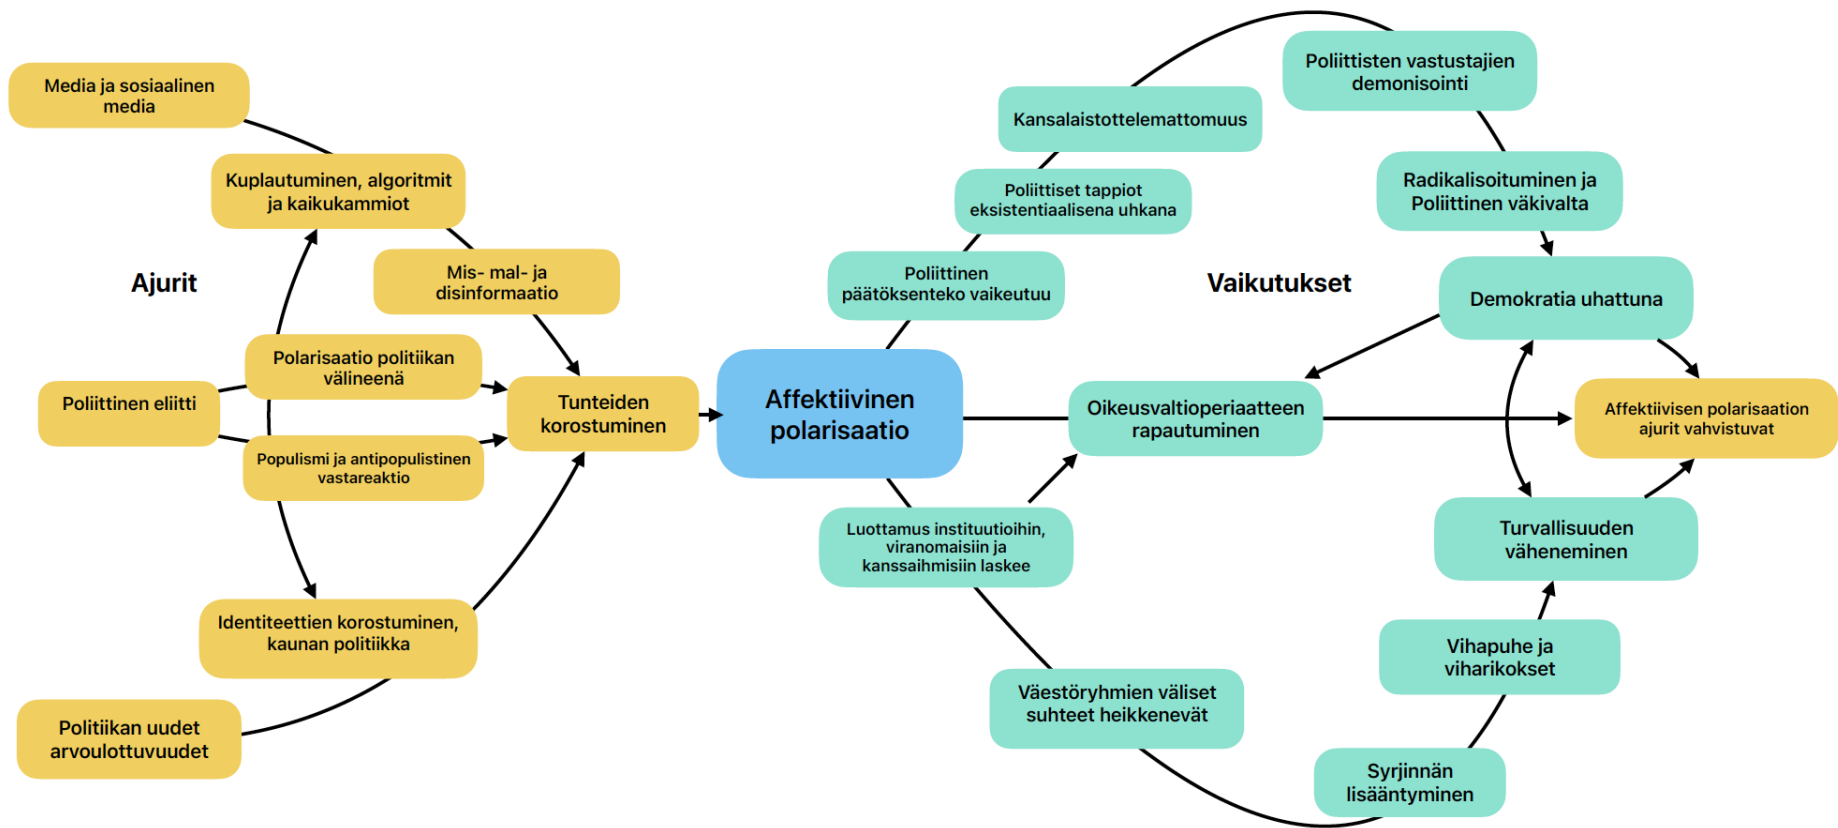 Media ja sosiaalinen
media
Kuplautuminen, algoritmit
ja kaikukammiot
Mis- mal- ja
disinformaatio
Ajurit
Polarisaatio politiikan
välineenä
Poliittinen eliitti
Populismi ja antipopulistinen
vastareaktio
Tunteiden
korostuminen
Identiteettien korostuminen,
kaunan politiikka
Politiikan uudet
arvoulottuvuudet
Affektiivinen
polarisaatio
Poliittinen
päätöksenteko vaikeutuu
Poliittiset tappiot
eksistentiaalisena uhkana
Kansalaistottelemattomuus
Poliittisten vastustajien
demonisointi
Radikalisoituminen ja
Poliittinen väkivalta
Vaikutukset
Demokratia uhattuna
Oikeusvaltioperiaatteen
rapautuminen
Affektiivisen polarisaation
ajurit vahvistuvat
Luottamus instituutioihin,
viranomaisiin ja
kanssaihmisiin laskee
Turvallisuuden
väheneminen
Vihapuhe ja
viharikokset
Väestöryhmien väliset
suhteet heikkenevät
Syrjinnän
lisääntyminen